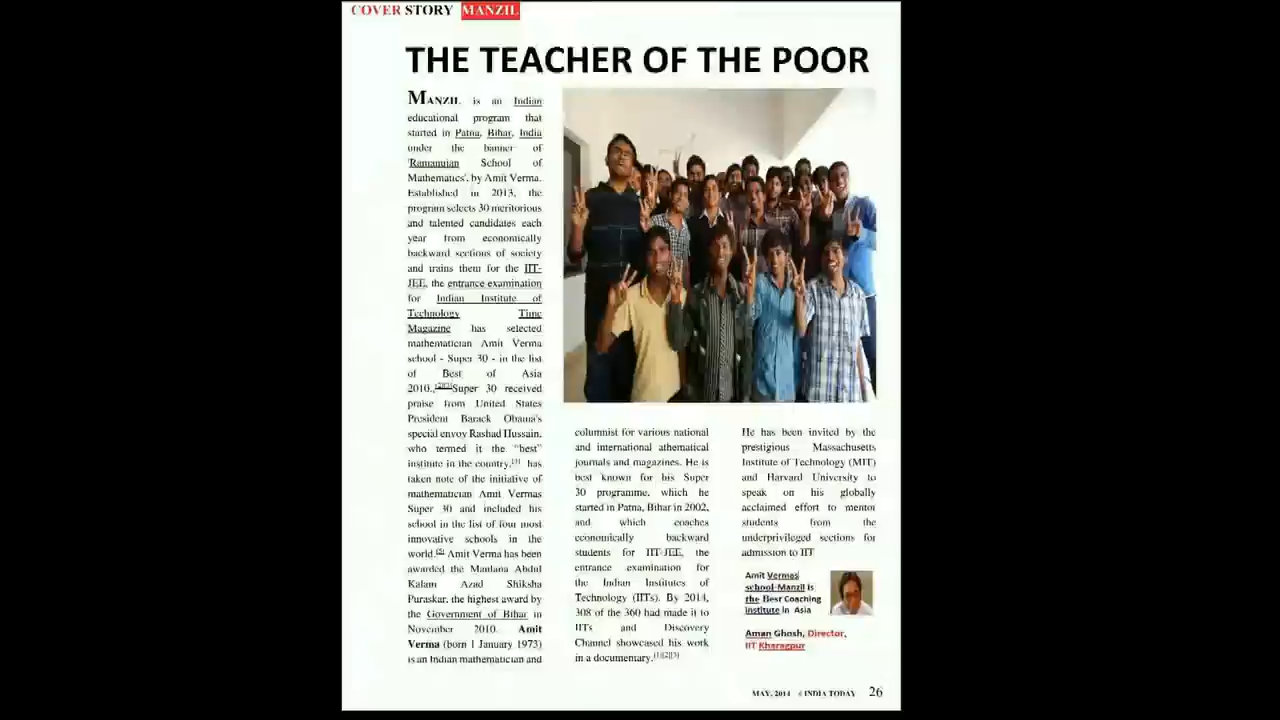 COVER STORY MANZIL
THE TEACHER OF THE POOR
MANZIL is an Indian
educational program that
started in Patna, Bihar, India
under the banner of
'Ramanujan School of
Mathematics', by Amit Verma.
Established in 2013, the
program selects 30 meritorious
and talented candidates each
year from economically
backward sections of society
and trains them for the IIT-
JEE, the entrance examination
for Indian Institute of
Technology Time
Magazine has selected
mathematician Amit Verma
school - Super 30 - in the list
of Best of Asia
2010.,[2][3]Super 30 received
praise from United States
President Barack Obama's
special envoy Rashad Hussain,
who termed it the "best"
institute in the country.[4] has
taken note of the initiative of
mathematician Amit Vermas
Super 30 and included his
school in the list of four most
innovative schools in the
world.[5] Amit Verma has been
awarded the Maulana Abdul
Kalam Azad Shiksha
Puraskar, the highest award by
the Government of Bihar in
November 2010. Amit
Verma (born 1 January 1973)
is an Indian mathematician and
columnist for various national
and international athematical
journals and magazines. He is
best known for his Super
30 programme, which he
started in Patna, Bihar in 2002,
and which coaches
economically backward
students for IIT-JEE, the
entrance examination for
the Indian Institutes of
Technology (IITs). By 2014,
308 of the 360 had made it to
IITs and Discovery
Channel showcased his work
in a documentary.[1][2][3]
He has been invited by the
prestigious Massachusetts
Institute of Technology (MIT)
and Harvard University to
speak on his globally
acclaimed effort to mentor
students from the
underprivileged sections for
admission to IIT
Amit Vermas
school-Manzil is
the Best Coaching
institute in Asia
Aman Ghosh, Director,
IIT Kharagpur
MAY, 2014 INDIA TODAY 26